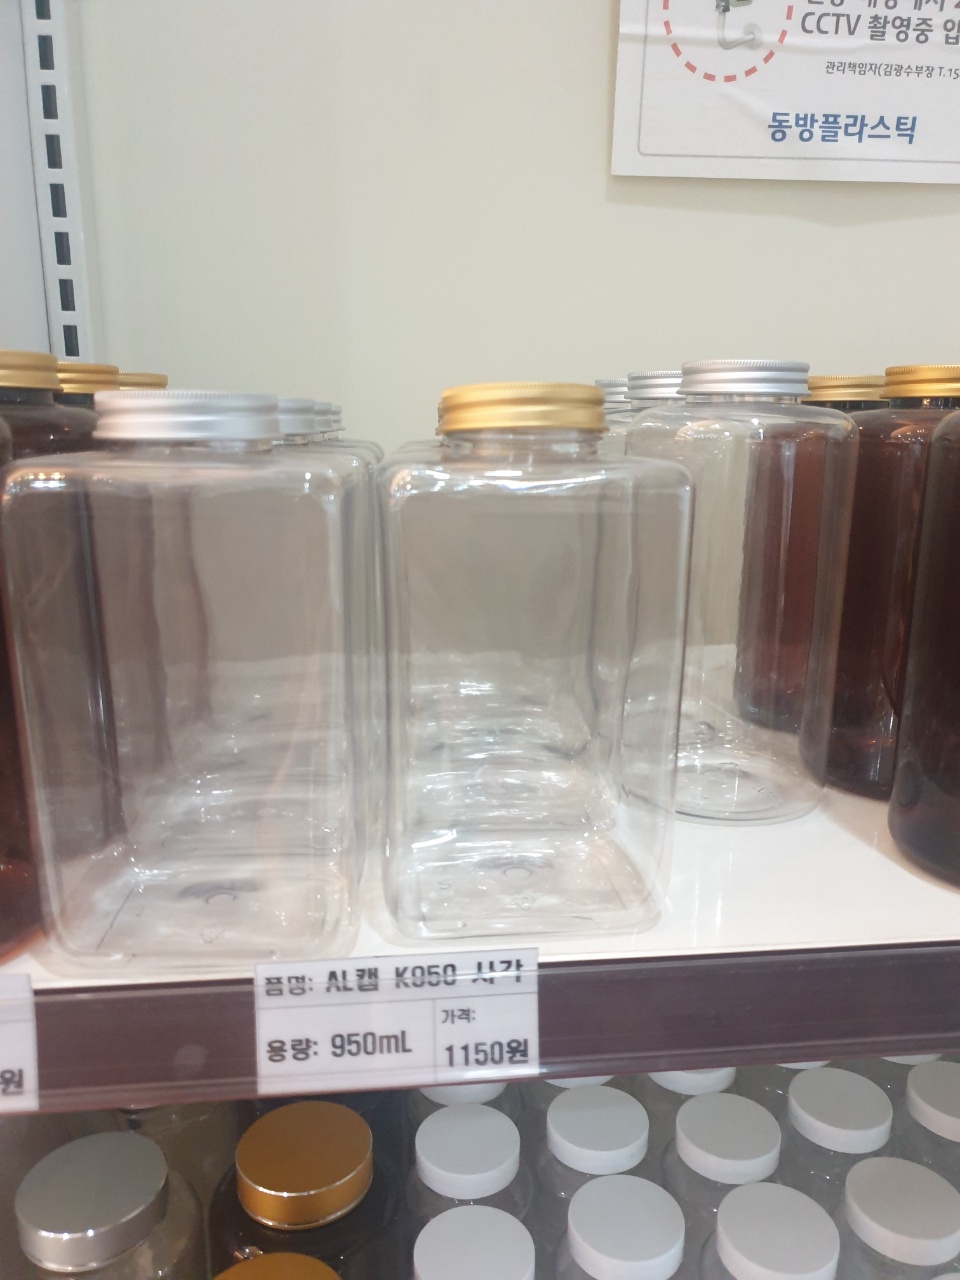 CCTV 촬영중
관리책임자(김광수부장 T.15
동방플라스틱
품명: AL캡 K950 사각
용량: 950mL
가격:
1150원
원